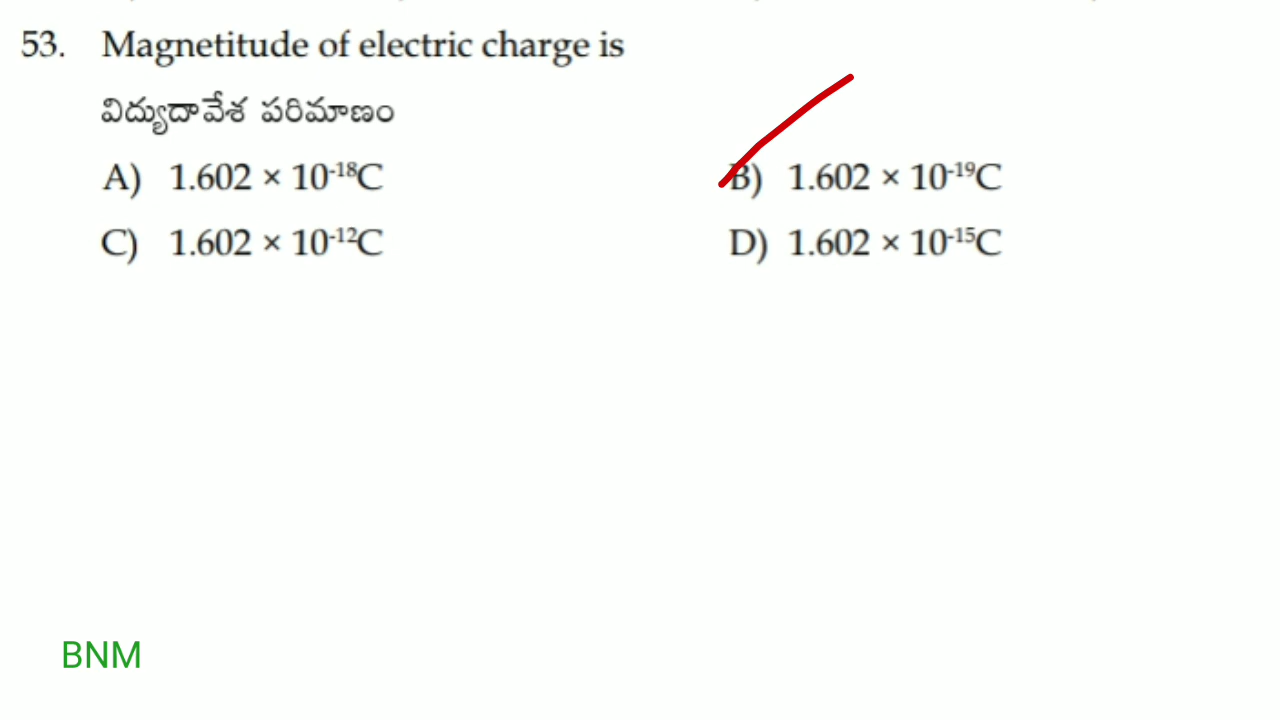 53. Magnetitude of electric charge is
విద్యుదావేశ పరిమాణం
A) 1.602 × 10⁻¹⁸C B) 1.602 × 10⁻¹⁹C
C) 1.602 × 10⁻¹²C D) 1.602 × 10⁻¹⁵C
BNM